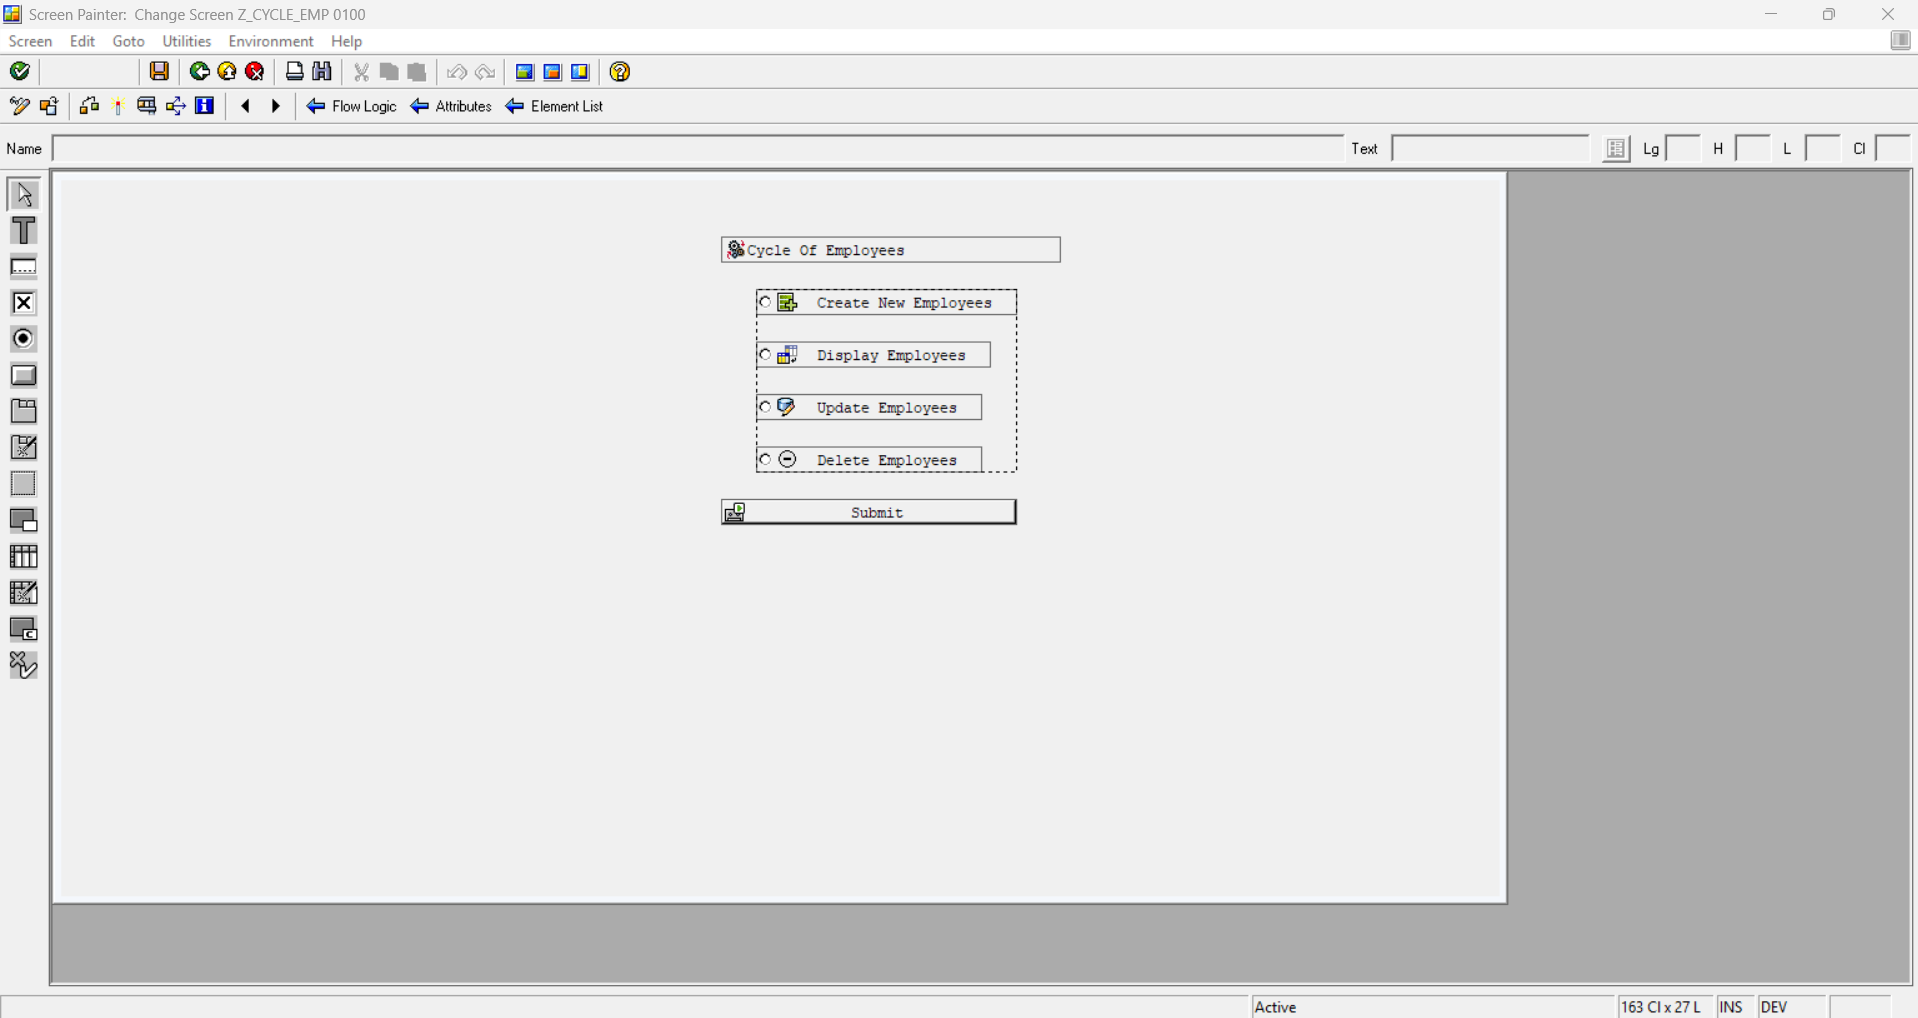 Screen Painter: Change Screen Z_CYCLE_EMP 0100
Screen Edit Goto Utilities Environment Help
Flow Logic Attributes Element List
Name Text Lg H L Cl
Cycle Of Employees
Create New Employees
Display Employees
Update Employees
Delete Employees
Submit
Active 163 Cl x 27 L INS DEV